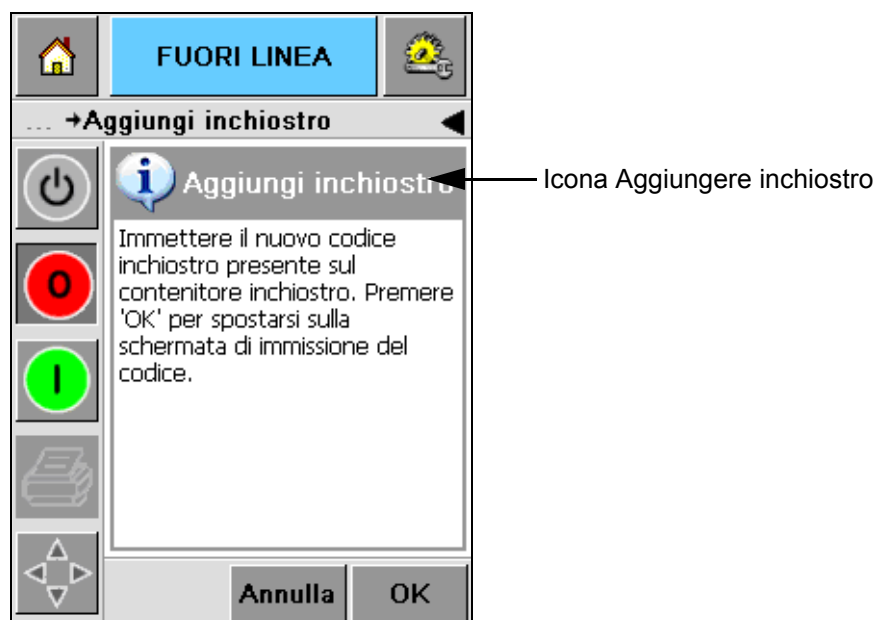 FUORI LINEA
... →Aggiungi inchiostro
Aggiungi inchiostro
Icona Aggiungere inchiostro
Immettere il nuovo codice
inchiostro presente sul
contenitore inchiostro. Premere
'OK' per spostarsi sulla
schermata di immissione del
codice.
O
I
Annulla
OK